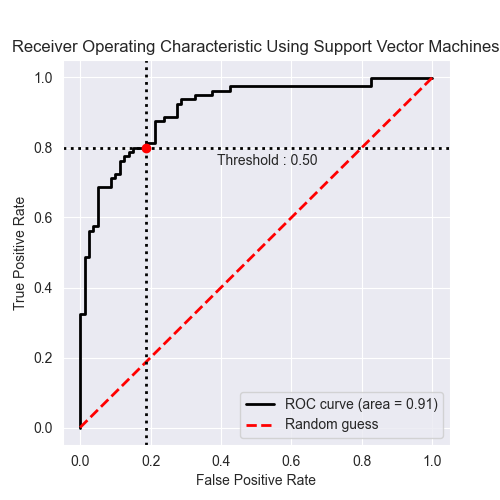 Receiver Operating Characteristic Using Support Vector Machines
1.0
0.8
0.6
0.4
0.2
0.0
True Positive Rate
Threshold : 0.50
ROC curve (area = 0.91)
Random guess
0.0 0.2 0.4 0.6 0.8 1.0
False Positive Rate